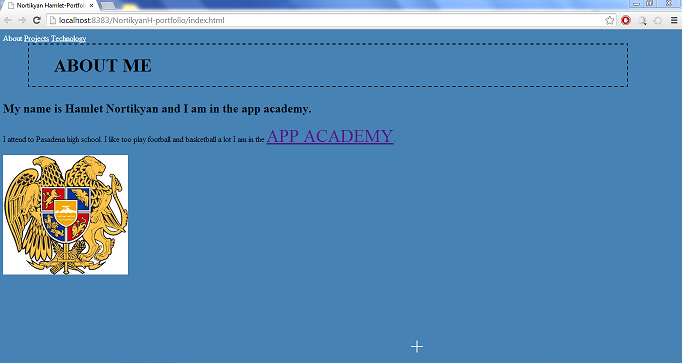 Nortikyan Hamlet-Portfolio
localhost:8383/NortikyanH-portfolio/index.html
About Projects Technology
ABOUT ME
My name is Hamlet Nortikyan and I am in the app academy.
I attend to Pasadena high school. I like too play football and basketball a lot I am in the APP ACADEMY